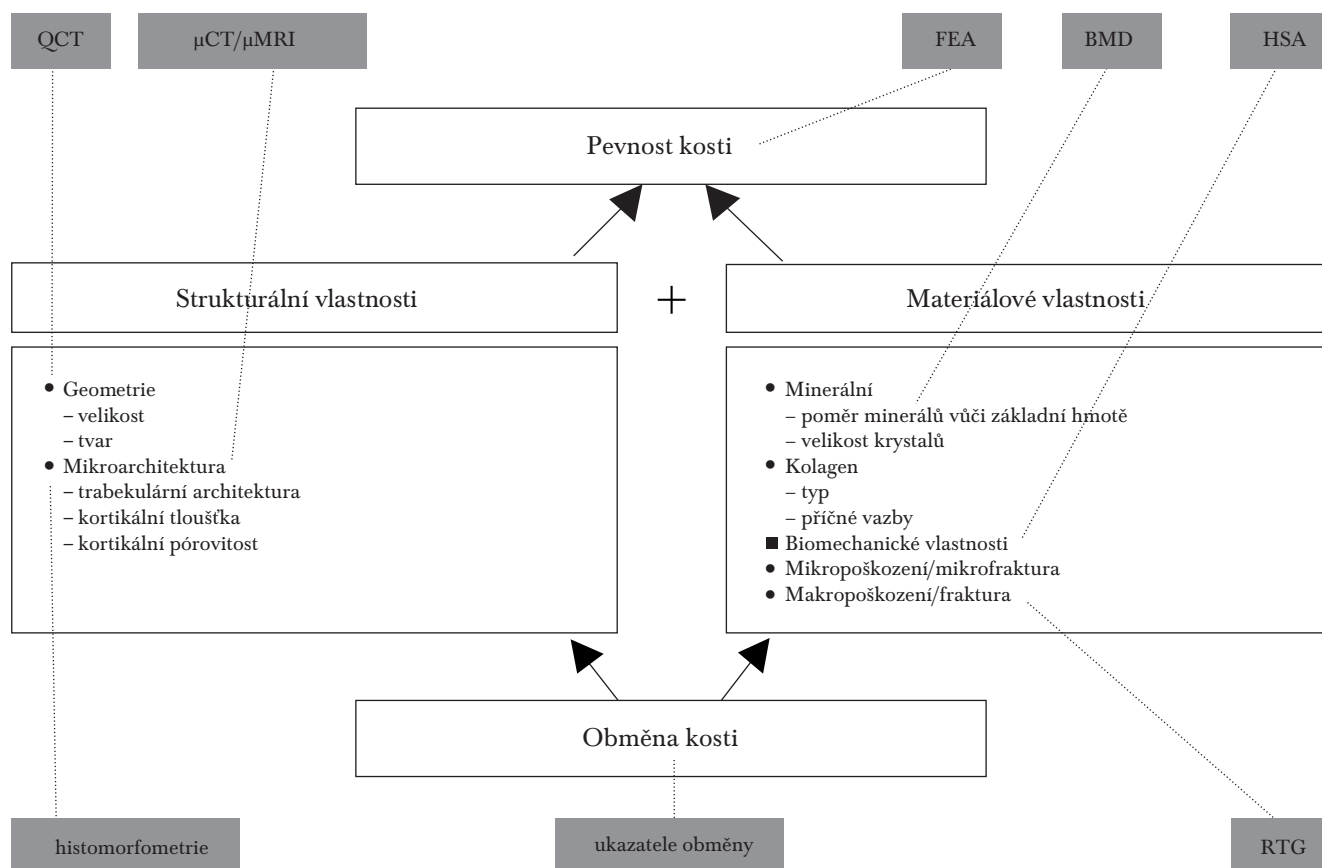 QCT
μCT/μMRI
FEA
BMD
HSA
Pevnost kosti
Strukturální vlastnosti
+
Materiálové vlastnosti
● Geometrie
– velikost
– tvar
● Mikroarchitektura
– trabekulární architektura
– kortikální tloušťka
– kortikální pórovitost
● Minerální
– poměr minerálů vůči základní hmotě
– velikost krystalů
● Kolagen
– typ
– příčné vazby
■ Biomechanické vlastnosti
● Mikropoškození/mikrofraktura
● Makropoškození/fraktura
Obměna kosti
histomorfometrie
ukazatele obměny
RTG